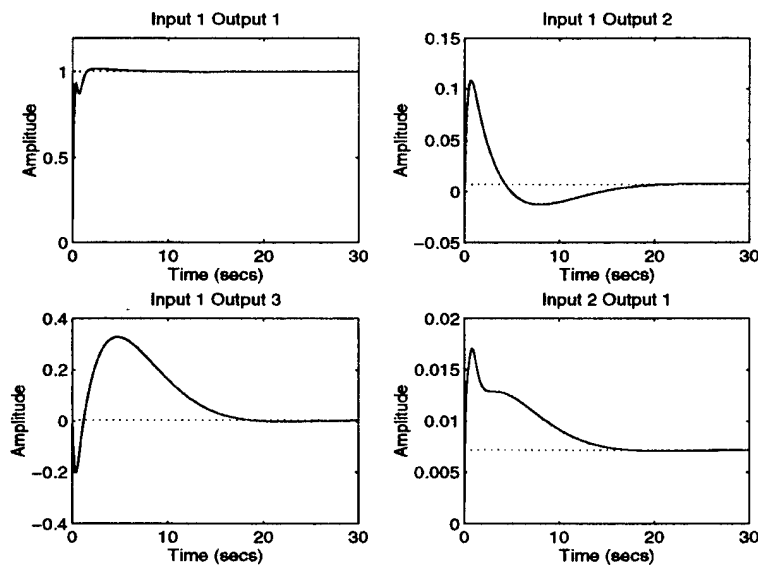 Input 1 Output 1
1
0.5
0
Amplitude
0 10 20 30
Time (secs)
Input 1 Output 2
0.15
0.1
0.05
0
−0.05
Amplitude
0 10 20 30
Time (secs)
Input 1 Output 3
0.4
0.2
0
−0.2
−0.4
Amplitude
0 10 20 30
Time (secs)
Input 2 Output 1
0.02
0.015
0.01
0.005
0
Amplitude
0 10 20 30
Time (secs)